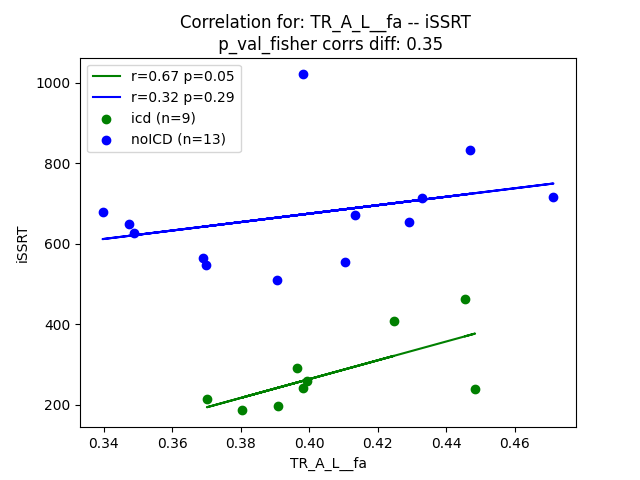 Correlation for: TR_A_L__fa -- iSSRT
p_val_fisher corrs diff: 0.35
r=0.67 p=0.05
r=0.32 p=0.29
icd (n=9)
noICD (n=13)
1000
800
600
400
200
iSSRT
0.34 0.36 0.38 0.40 0.42 0.44 0.46
TR_A_L__fa